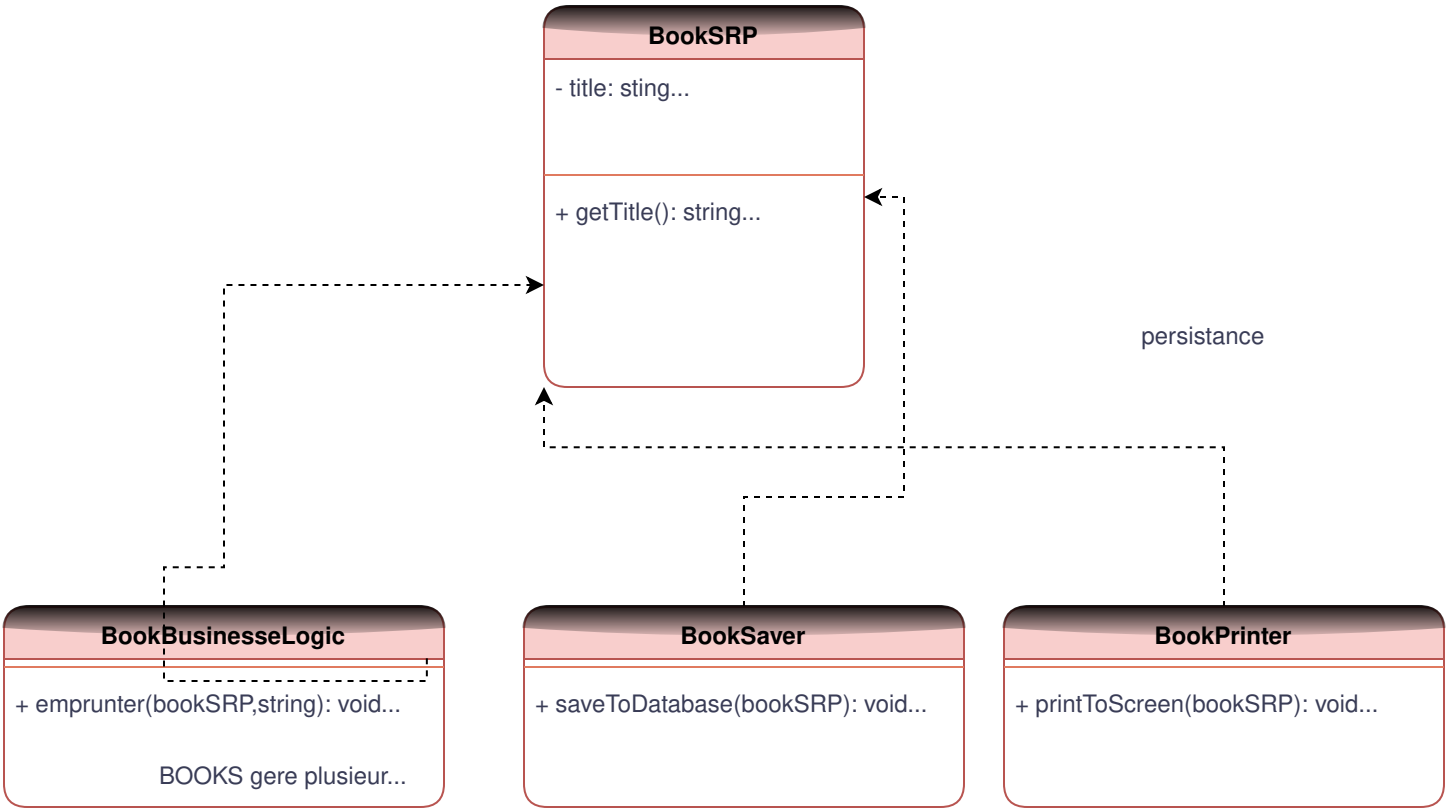 BookSRP
- title: sting...
+ getTitle(): string...
persistance
BookBusinesseLogic
+ emprunter(bookSRP,string): void...
BOOKS gere plusieur...
BookSaver
+ saveToDatabase(bookSRP): void...
BookPrinter
+ printToScreen(bookSRP): void...